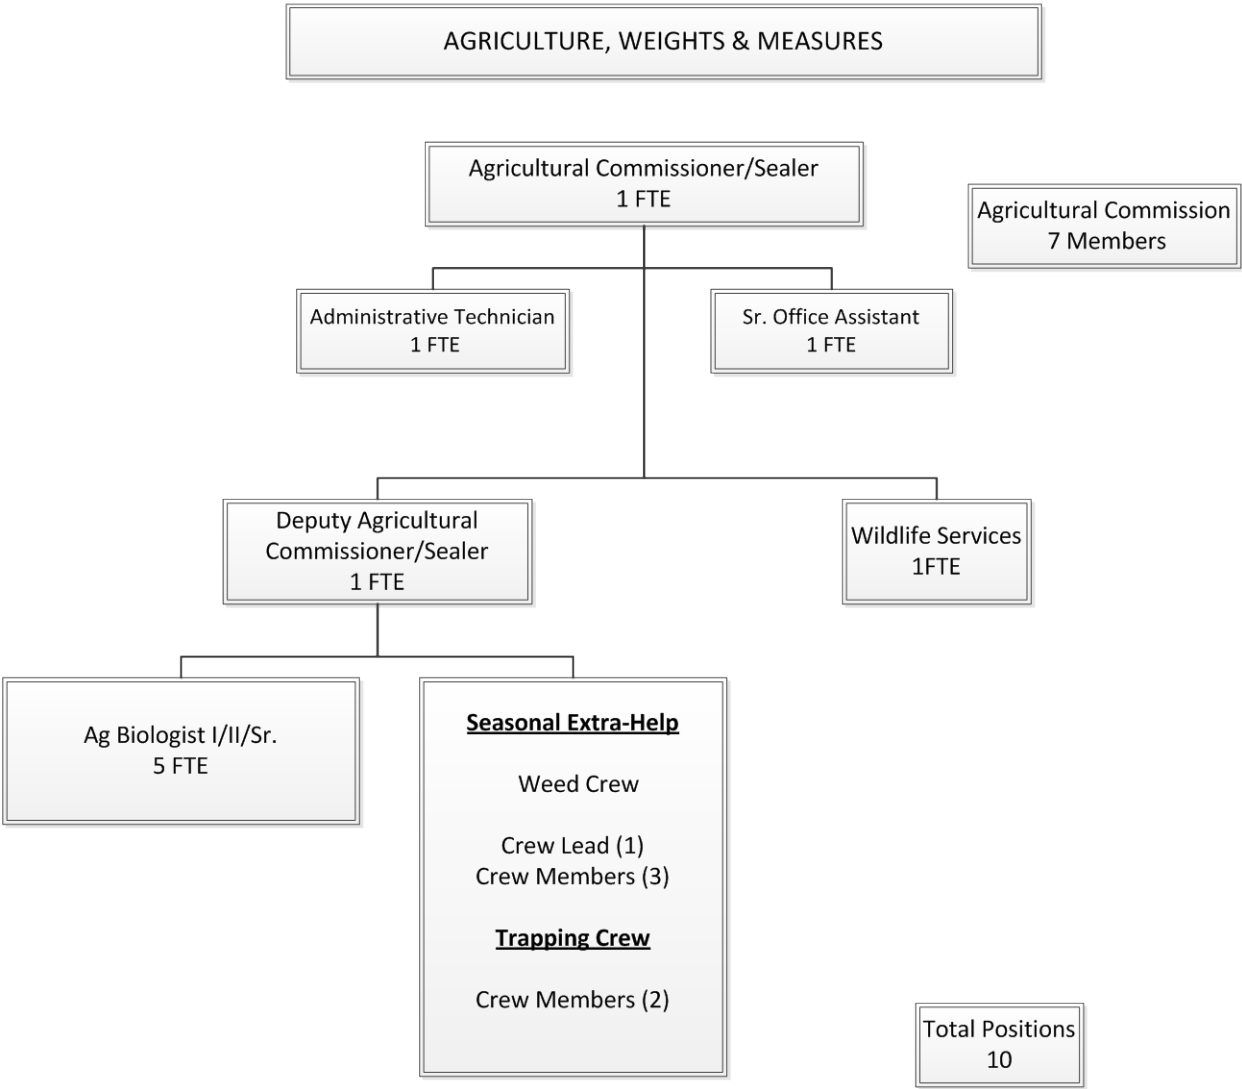 AGRICULTURE, WEIGHTS & MEASURES
Agricultural Commissioner/Sealer
1 FTE
Agricultural Commission
7 Members
Administrative Technician
1 FTE
Sr. Office Assistant
1 FTE
Deputy Agricultural
Commissioner/Sealer
1 FTE
Wildlife Services
1FTE
Ag Biologist I/II/Sr.
5 FTE
Seasonal Extra-Help
Weed Crew
Crew Lead (1)
Crew Members (3)
Trapping Crew
Crew Members (2)
Total Positions
10